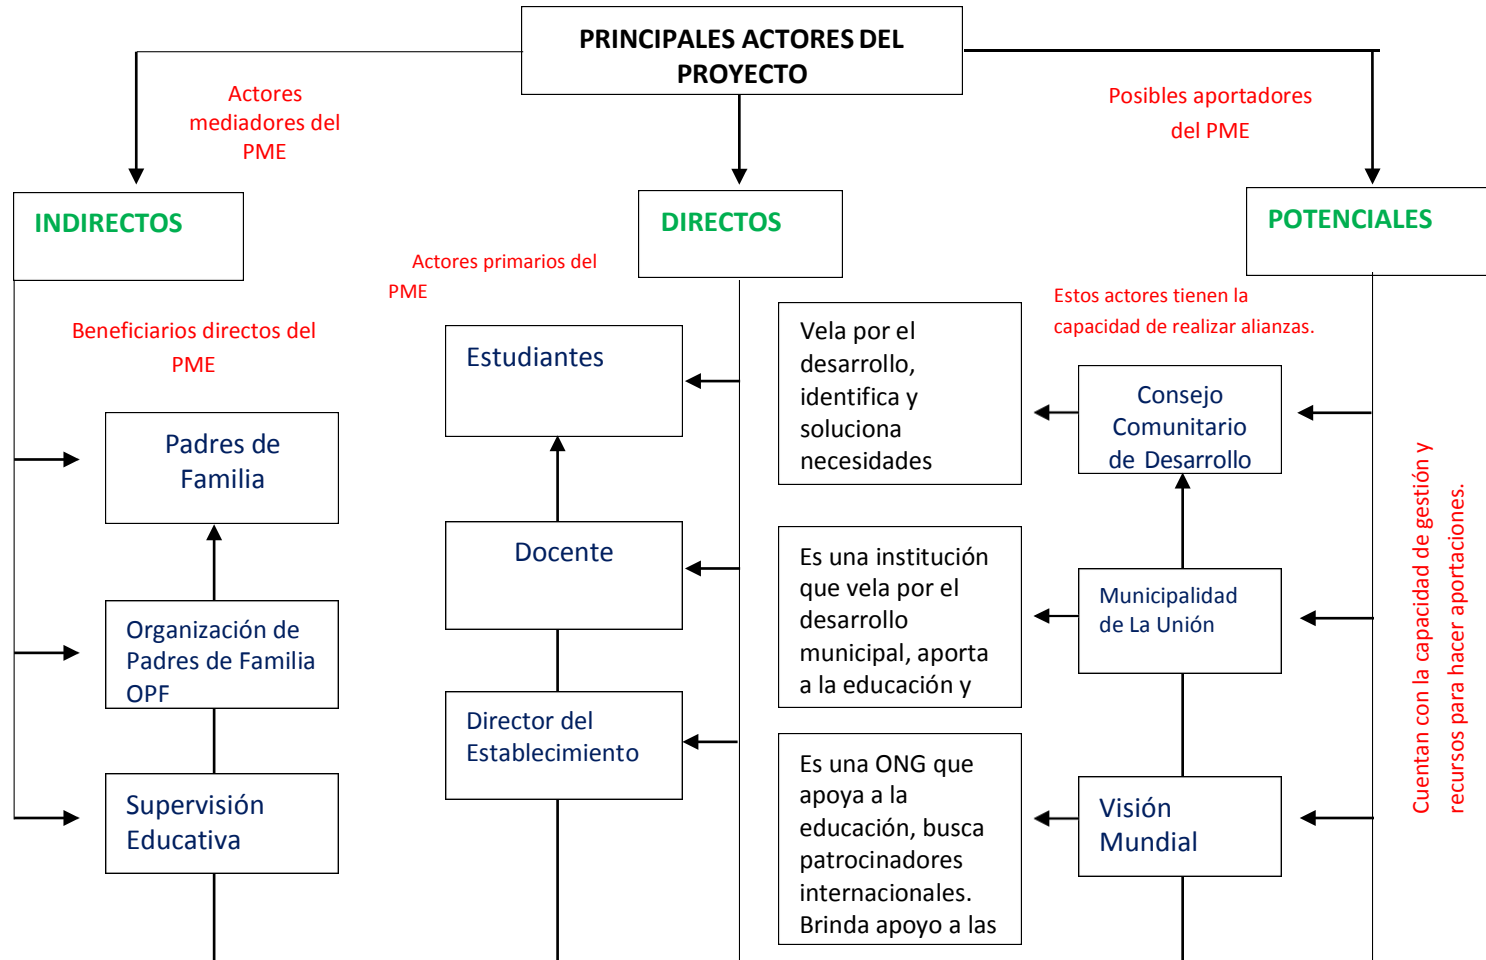 PRINCIPALES ACTORES DEL
PROYECTO
Actores
mediadores del
PME
Posibles aportadores
del PME
INDIRECTOS
DIRECTOS
POTENCIALES
Beneficiarios directos del
PME
Actores primarios del
PME
Estos actores tienen la
capacidad de realizar alianzas.
Padres de
Familia
Organización de
Padres de Familia
OPF
Supervisión
Educativa
Estudiantes
Docente
Director del
Establecimiento
Vela por el
desarrollo,
identifica y
soluciona
necesidades
Es una institución
que vela por el
desarrollo
municipal, aporta
a la educación y
Es una ONG que
apoya a la
educación, busca
patrocinadores
internacionales.
Brinda apoyo a las
Consejo
Comunitario
de Desarrollo
Municipalidad
de La Unión
Visión
Mundial
Cuentan con la capacidad de gestión y
recursos para hacer aportaciones.